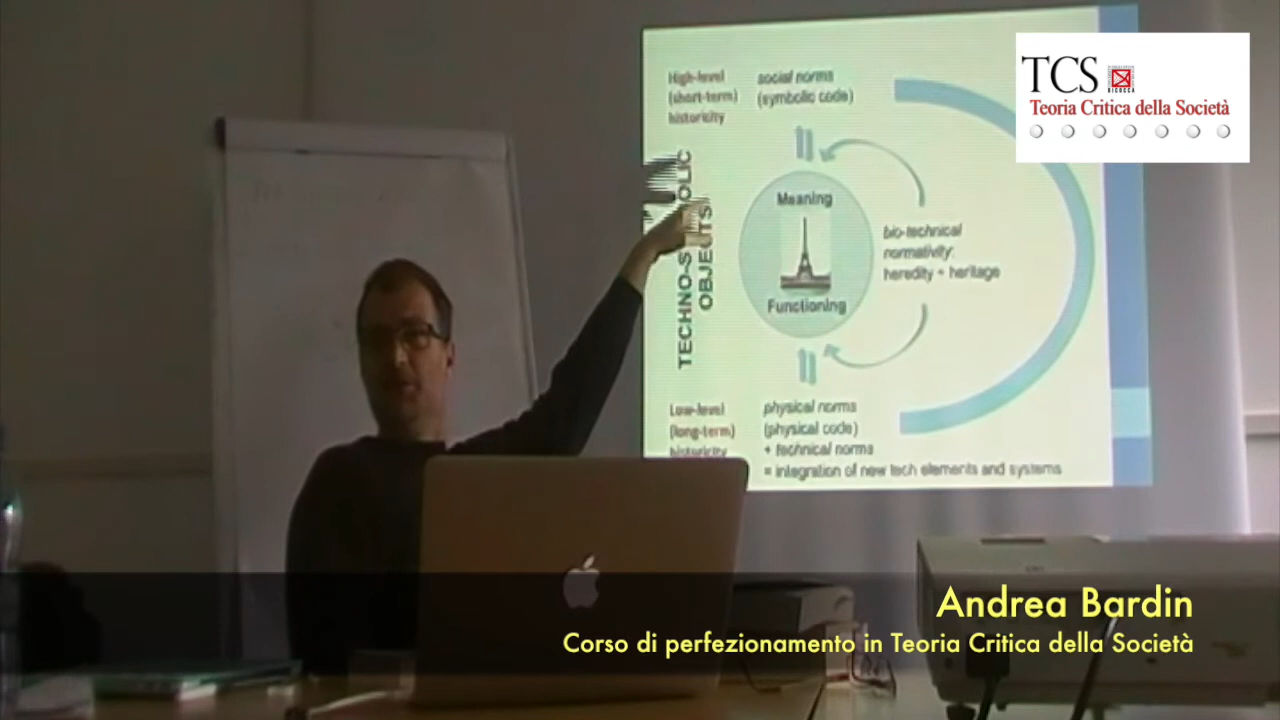 TCS
BICOCCA
Teoria Critica della Società
High-level
(short-term)
historicity
social norms
(symbolic code)
TECHNO-S OLIC
OBJECTS
Meaning
Functioning
bio-technical
normativity:
heredity + heritage
Low-level
(long-term)
historicity
physical norms
(physical code)
+ technical norms
= integration of new tech elements and systems
Andrea Bardin
Corso di perfezionamento in Teoria Critica della Società